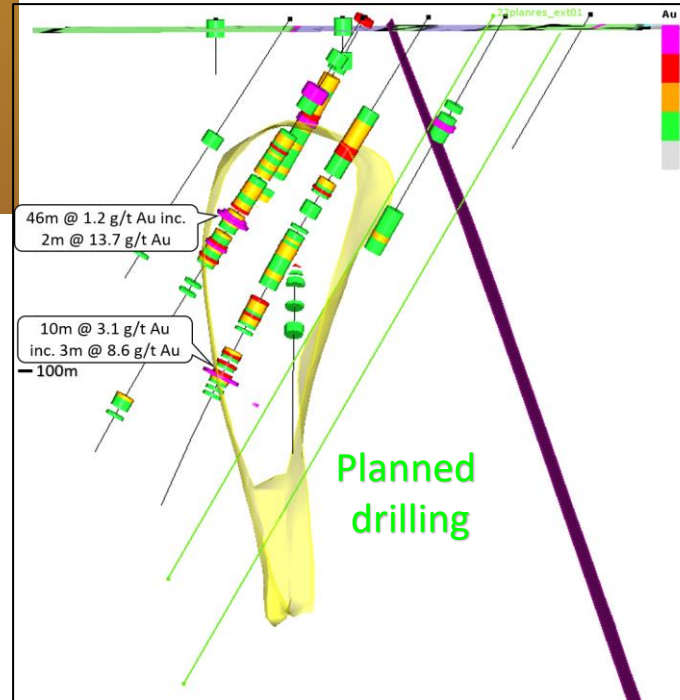 22planres_ext01
Au
46m @ 1.2 g/t Au inc.
2m @ 13.7 g/t Au
10m @ 3.1 g/t Au
inc. 3m @ 8.6 g/t Au
100m
Planned
drilling